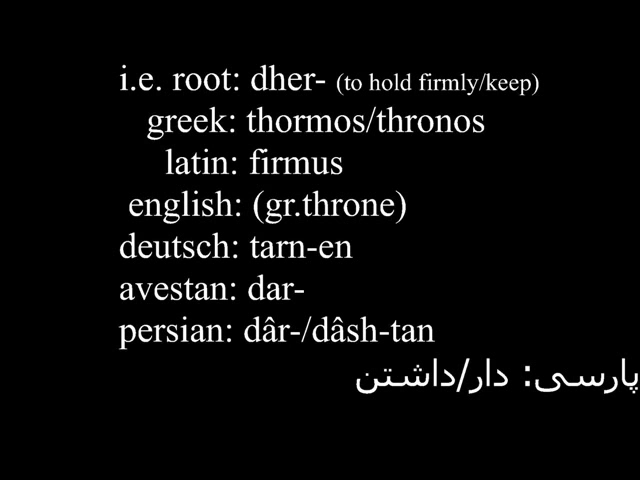 i.e. root: dher- (to hold firmly/keep)
greek: thormos/thronos
latin: firmus
english: (gr.throne)
deutsch: tarn-en
avestan: dar-
persian: dâr-/dâsh-tan
پارسی: دار/داشتن